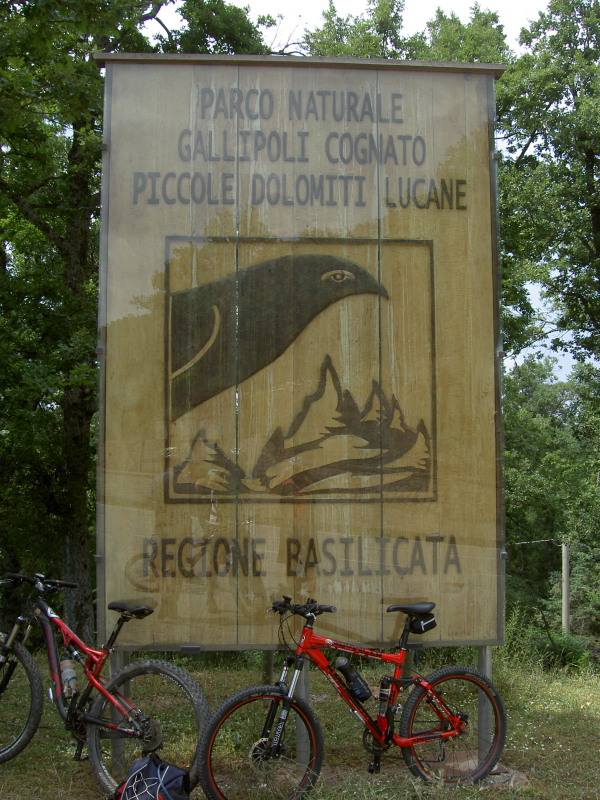 PARCO NATURALE
GALLIPOLI COGNATO
PICCOLE DOLOMITI LUCANE
REGIONE BASILICATA